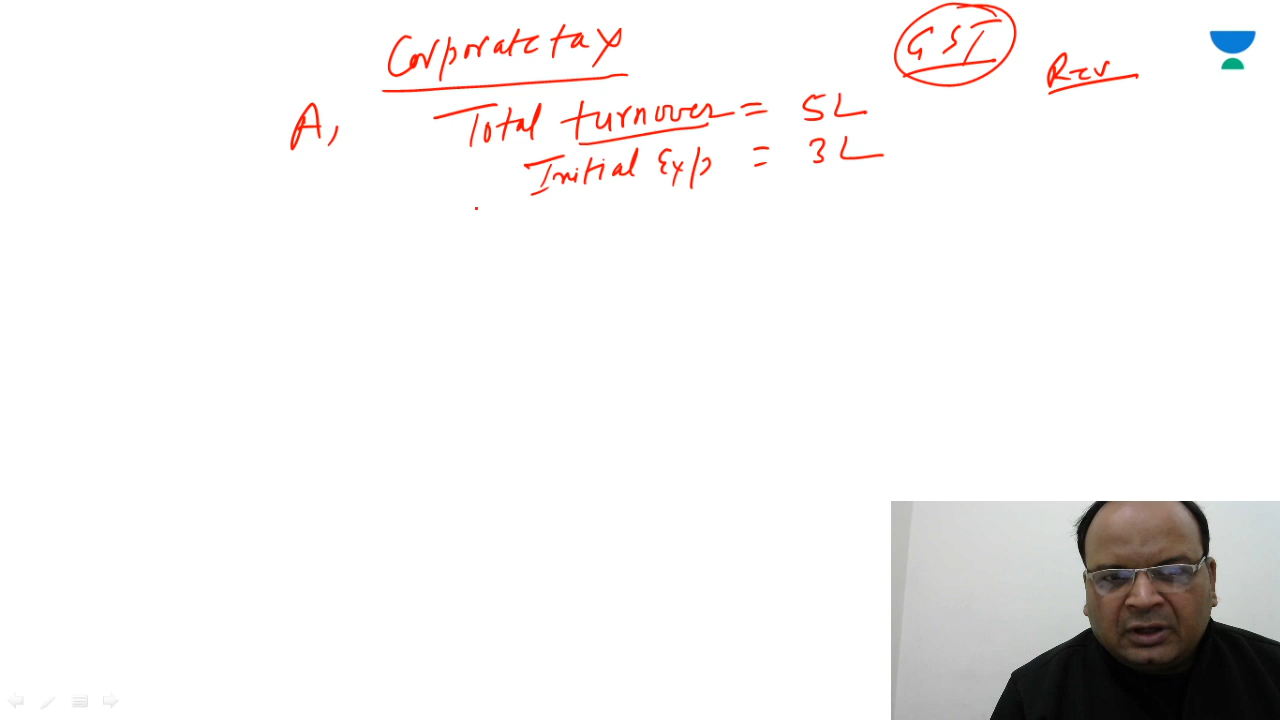 Corporate tax
GST
Rev
A, Total turnover = 5L
Initial Exp = 3L